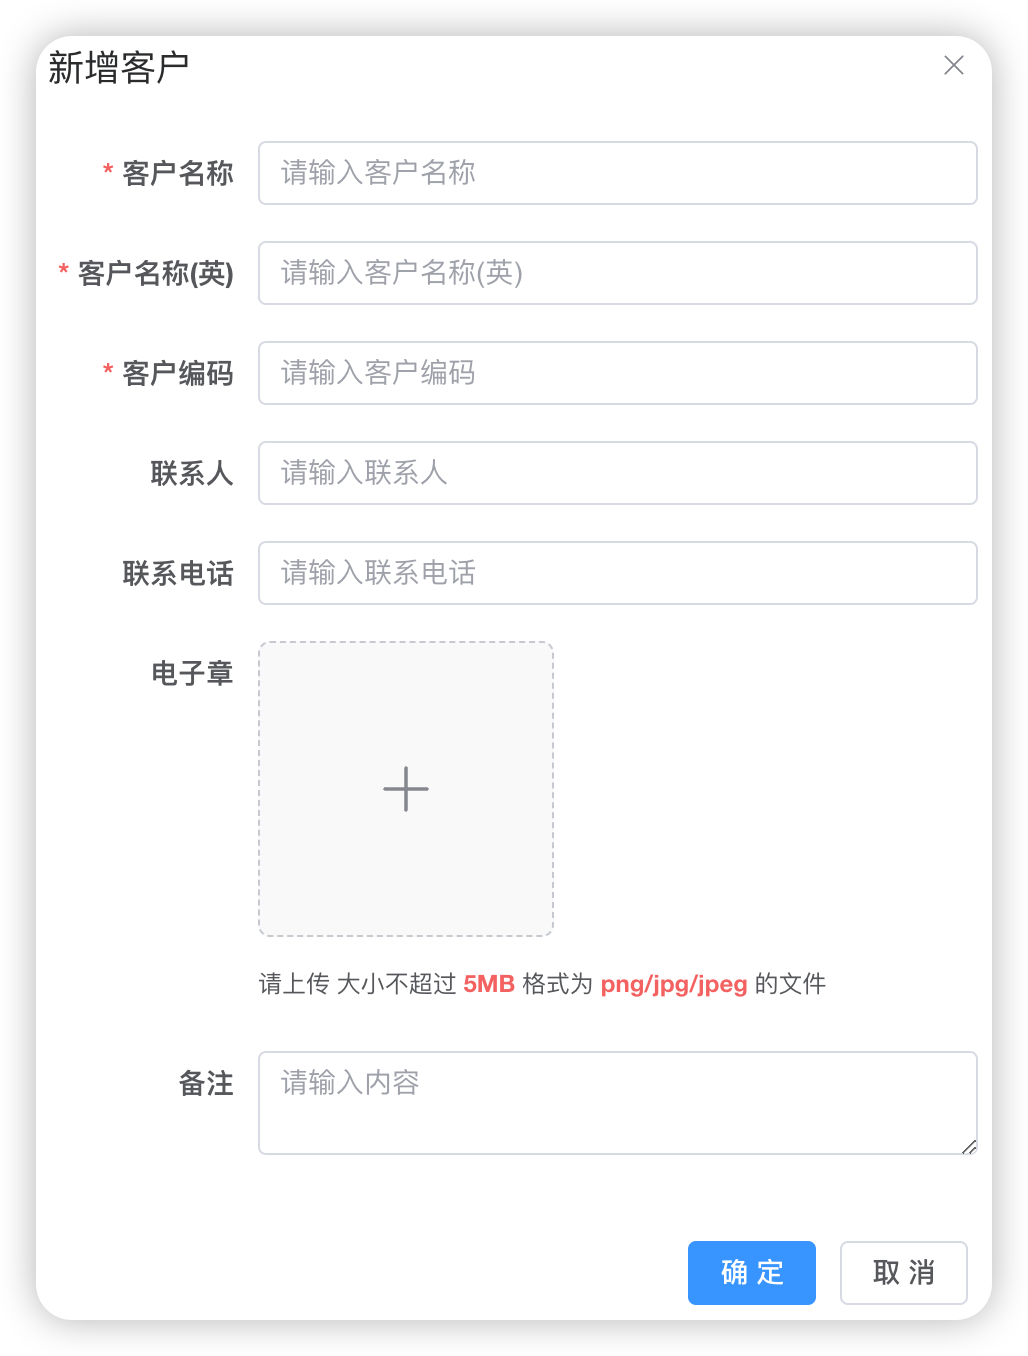 新增客户
* 客户名称 请输入客户名称
* 客户名称(英) 请输入客户名称(英)
* 客户编码 请输入客户编码
联系人 请输入联系人
联系电话 请输入联系电话
电子章
请上传 大小不超过 5MB 格式为 png/jpg/jpeg 的文件
备注 请输入内容
确 定 取 消